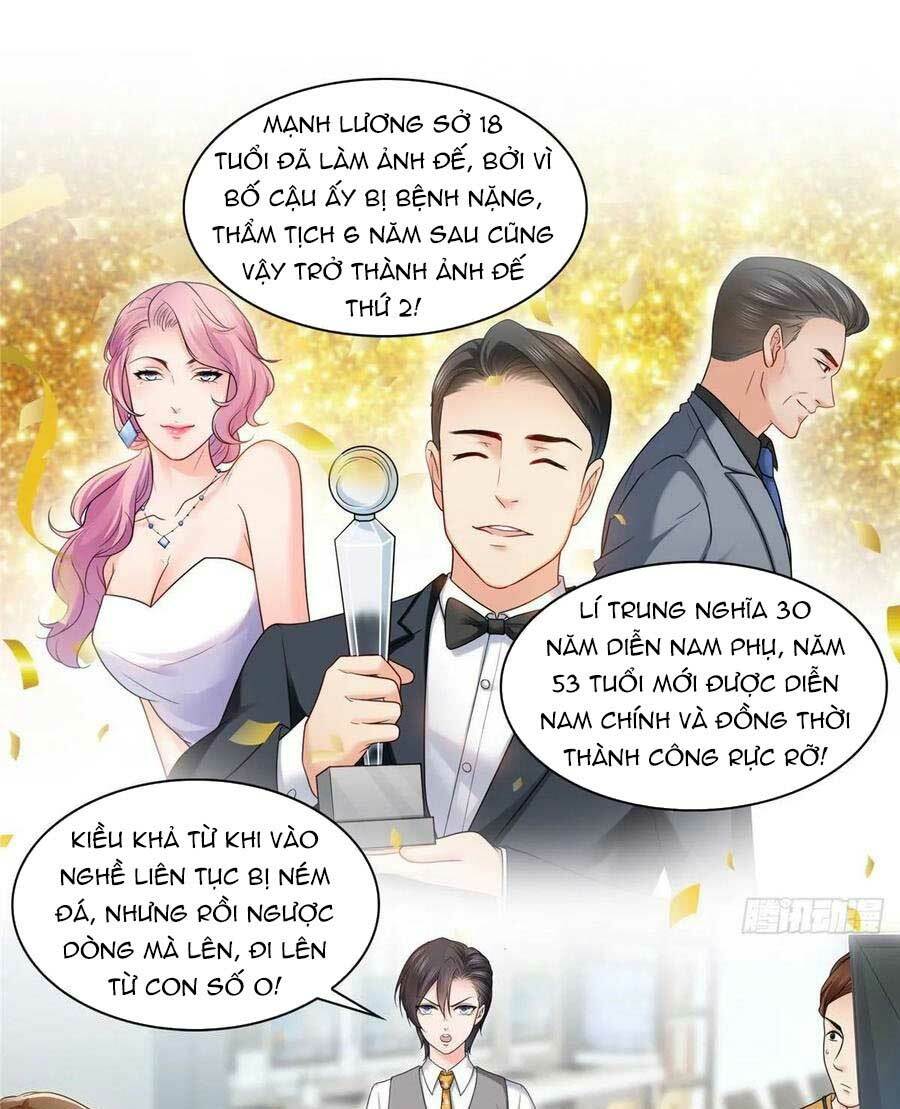 MẠNH LƯƠNG SỞ 18
TUỔI ĐÃ LÀM ẢNH ĐẾ, BỞI VÌ
BỐ CẬU ẤY BỊ BỆNH NẶNG,
THẨM TỊCH 6 NĂM SAU CŨNG
VẬY TRỞ THÀNH ẢNH ĐẾ
THỨ 2!
LÍ TRUNG NGHĨA 30
NĂM DIỄN NAM PHỤ, NĂM
53 TUỔI MỚI ĐƯỢC DIỄN
NAM CHÍNH VÀ ĐỒNG THỜI
THÀNH CÔNG RỰC RỠ!
KIỀU KHẢ TỪ KHI VÀO
NGHỀ LIÊN TỤC BỊ NÉM
ĐÁ, NHƯNG RỒI NGƯỢC
DÒNG MÀ LÊN, ĐI LÊN
TỪ CON SỐ 0!
腾讯动漫